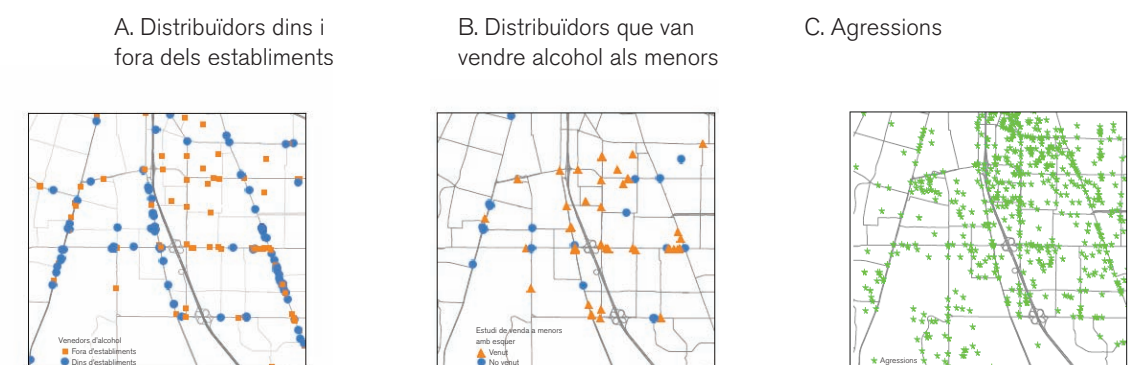 A. Distribuïdors dins i
fora dels establiments
B. Distribuïdors que van
vendre alcohol als menors
C. Agressions
Venedors d'alcohol
Fora d'establiments
Dins d'establiments
Estudi de venda a menors
amb esquer
Venut
No venut
Agressions